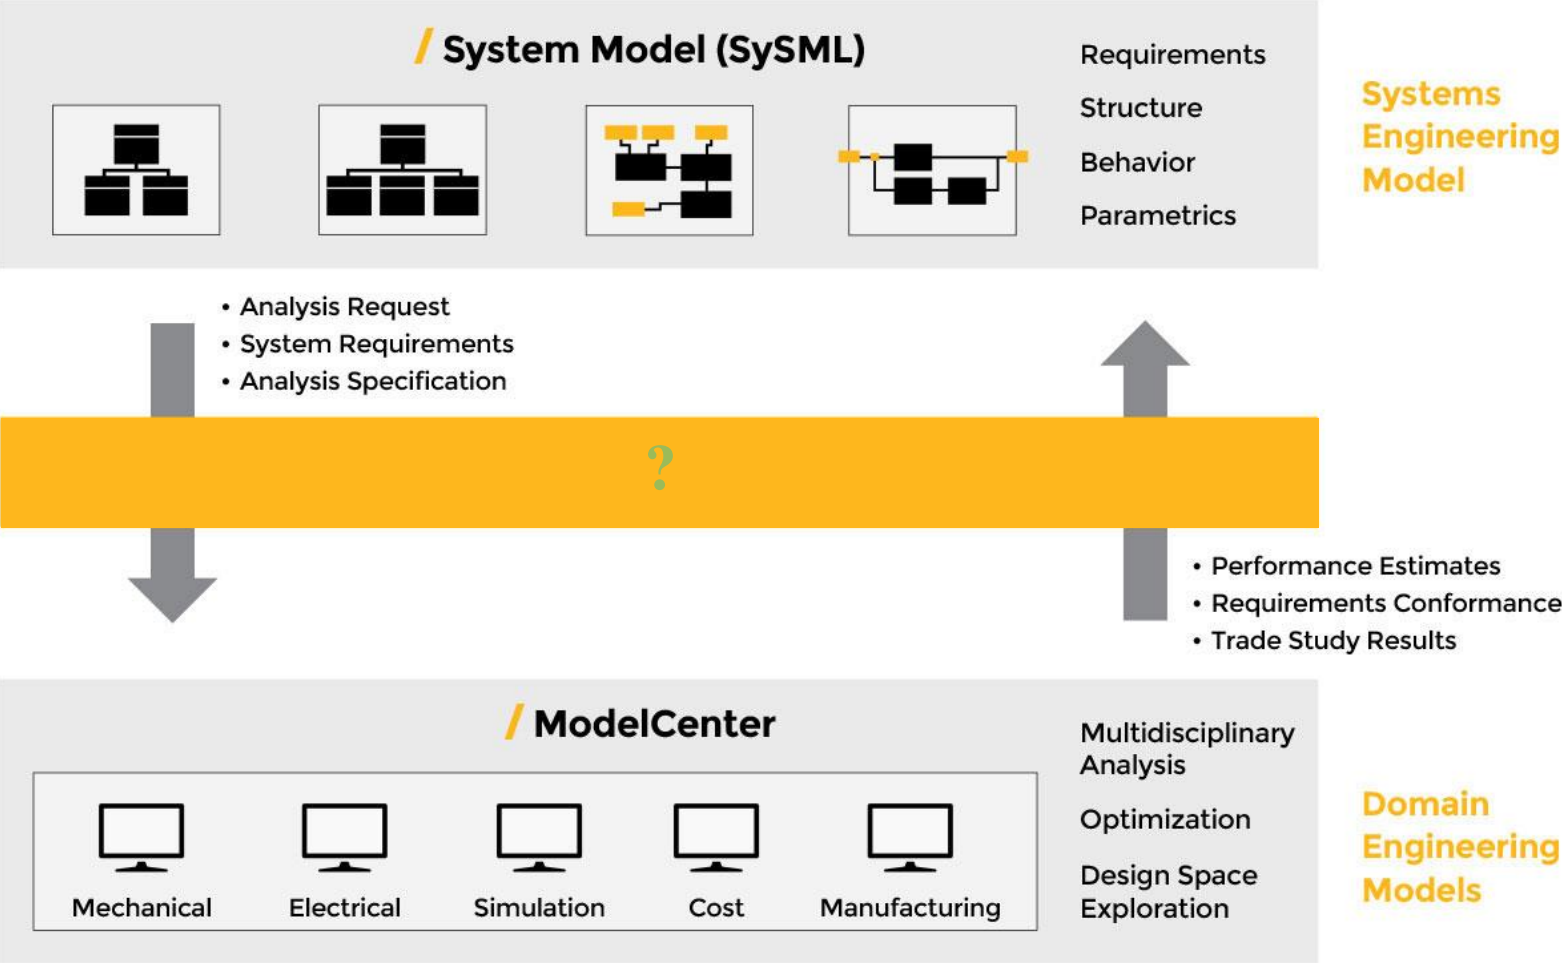 / System Model (SySML)
Requirements
Structure
Behavior
Parametrics
Systems
Engineering
Model
• Analysis Request
• System Requirements
• Analysis Specification
?
• Performance Estimates
• Requirements Conformance
• Trade Study Results
/ ModelCenter
Mechanical
Electrical
Simulation
Cost
Manufacturing
Multidisciplinary
Analysis
Optimization
Design Space
Exploration
Domain
Engineering
Models